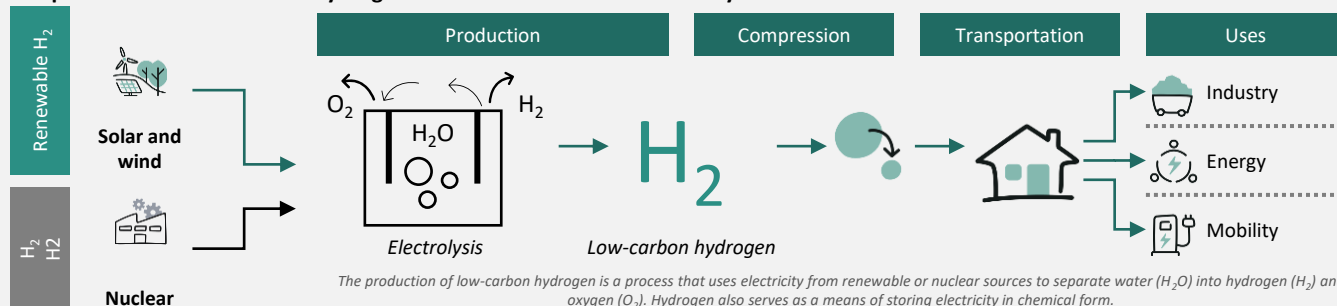 Production
Compression
Transportation
Uses
Renewable H₂
Solar and
wind
O₂
H₂
H₂O
H₂
Industry
Energy
Mobility
Electrolysis
Low-carbon hydrogen
H₂
H2
Nuclear
The production of low-carbon hydrogen is a process that uses electricity from renewable or nuclear sources to separate water (H₂O) into hydrogen (H₂) an
oxygen (O₂). Hydrogen also serves as a means of storing electricity in chemical form.